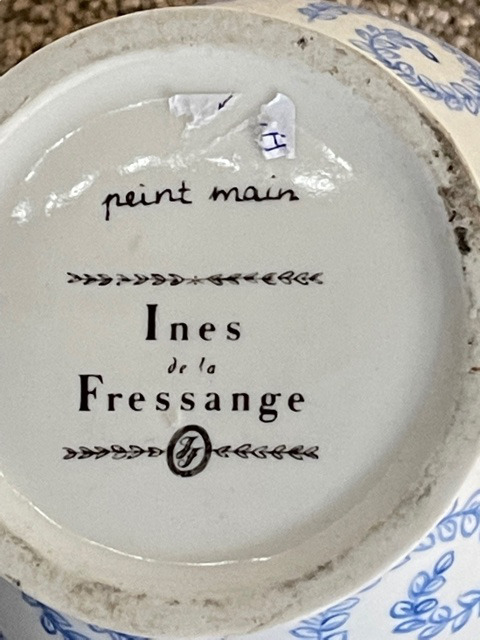 peint main
Ines
de la
Fressange